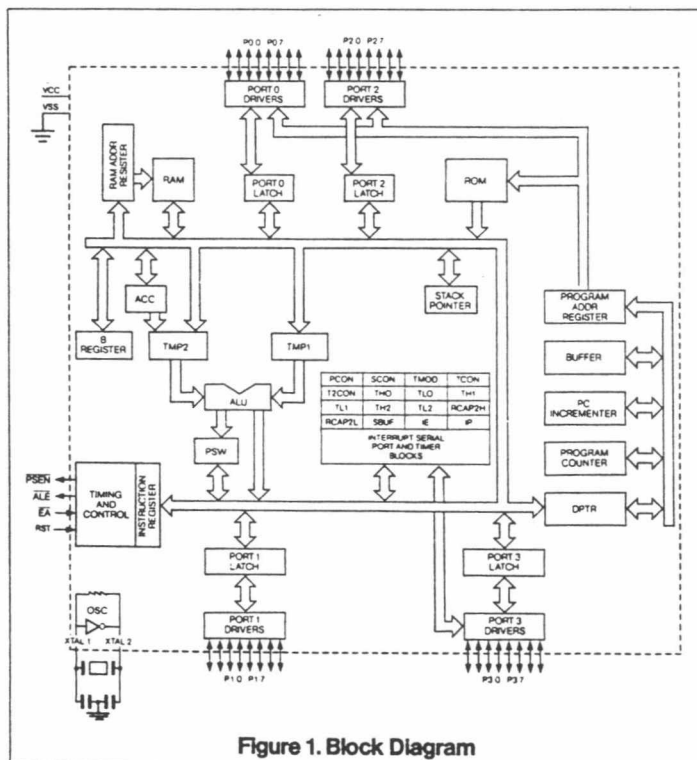 P0 0 P0 7
P2 0 P2 7
VCC
VSS
PORT 0
DRIVERS
PORT 2
DRIVERS
RAM ADDR
RESISTER
RAM
PORT 0
LATCH
PORT 2
LATCH
ROM
ACC
STACK
POINTER
B
REGISTER
TMP2
TMP1
PROGRAM
ADDR
REGISTER
BUFFER
PC
INCREMENTER
PROGRAM
COUNTER
DPTR
ALU
PSW
PCON SCON TMOD TCON
T2CON THO TLO TH1
TL1 TH2 TL2 RCAP2H
RCAP2L SBUF IE IP
INTERRUPT SERIAL
PORT AND TIMER
BLOCKS
PSEN
ALE
EA
RST
TIMING
AND
CONTROL
INSTRUCTION
REGISTER
PORT 1
LATCH
PORT 3
LATCH
OSC
XTAL 1 XTAL 2
PORT 1
DRIVERS
PORT 3
DRIVERS
P1 0 P1 7
P3 0 P3 7
Figure 1. Block Diagram